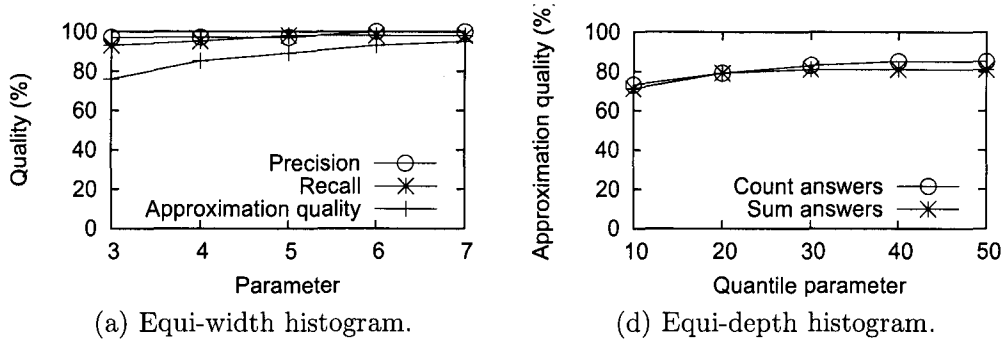 Quality (%)
100
80
60
40
20
0
Precision
Recall
Approximation quality
3 4 5 6 7
Parameter
(a) Equi-width histogram.
Approximation quality (%
100
80
60
40
20
0
Count answers
Sum answers
10 20 30 40 50
Quantile parameter
(d) Equi-depth histogram.